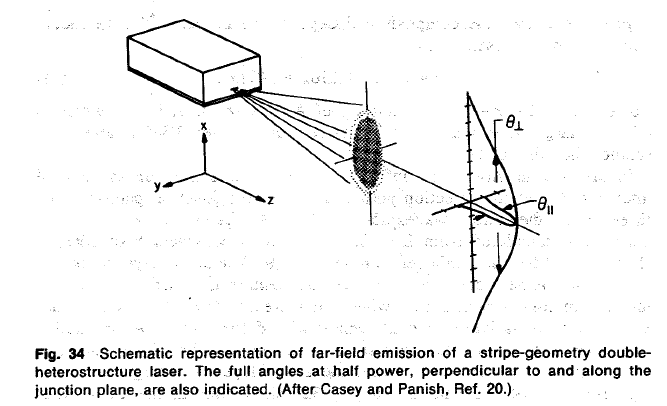 x
y
z
θ⊥
θ||
Fig. 34 Schematic representation of far-field emission of a stripe-geometry double-
heterostructure laser. The full angles at half power, perpendicular to and along the
junction plane, are also indicated. (After Casey and Panish, Ref. 20.)